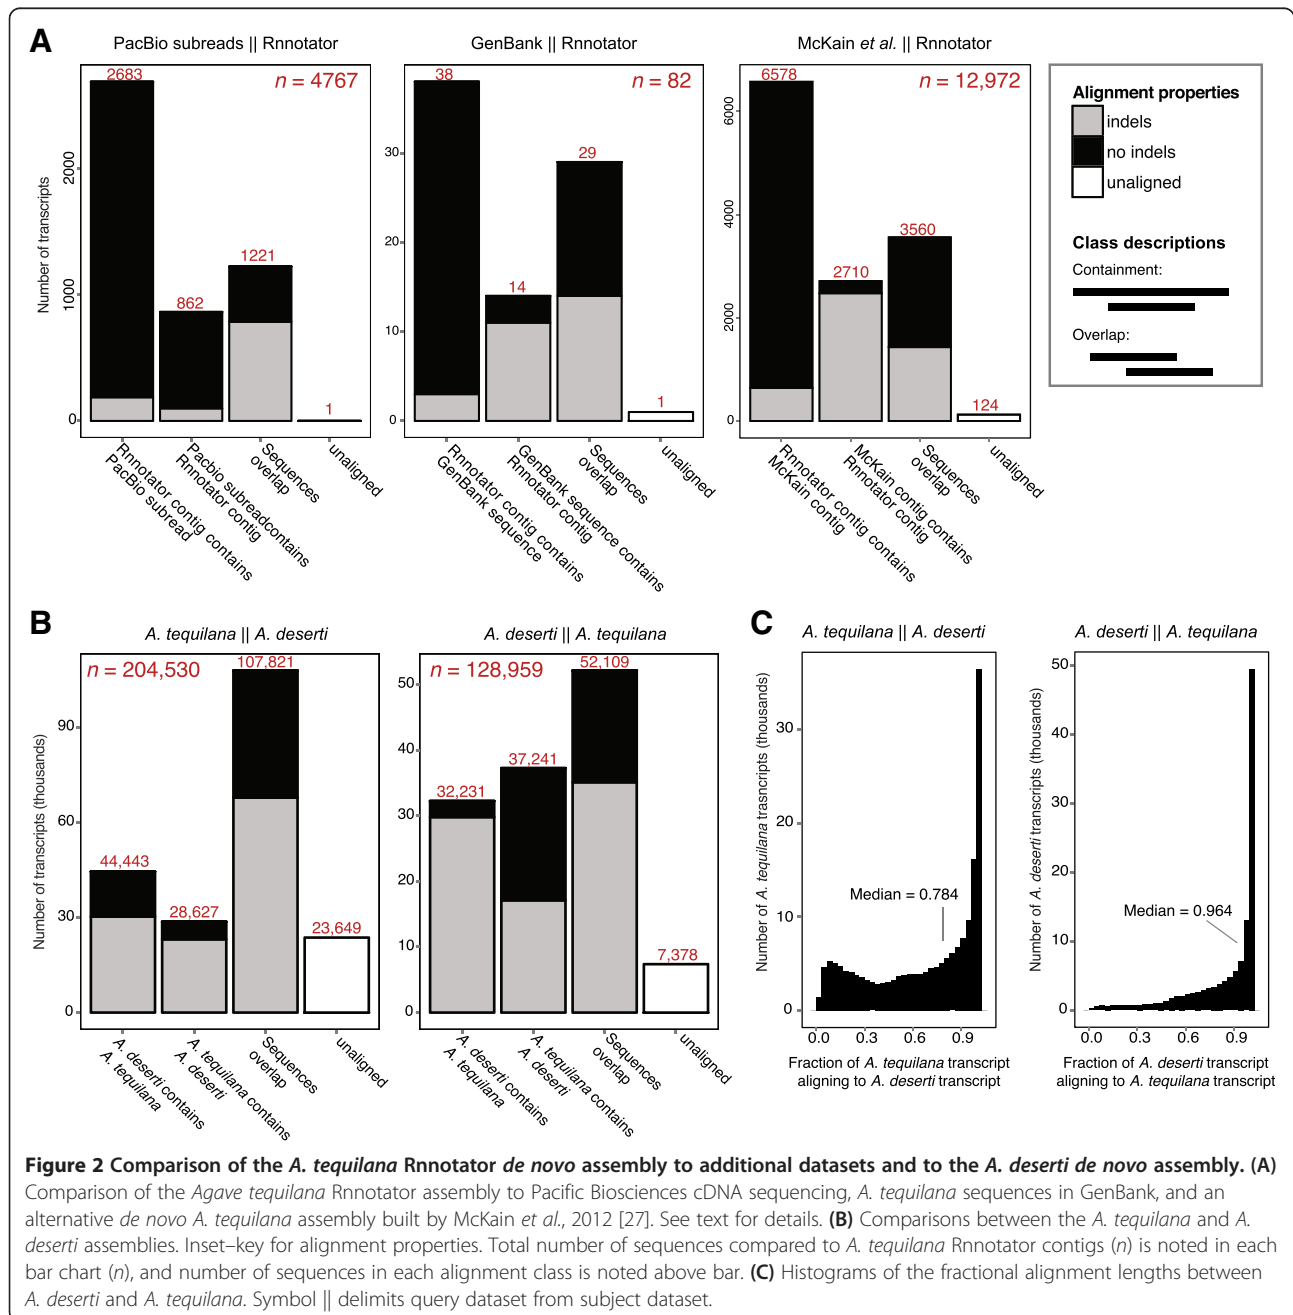 A
PacBio subreads || Rnnotator
GenBank || Rnnotator
McKain et al. || Rnnotator
Number of transcripts
0
1000
2000
n = 4767
2683
862
1221
1
Rnnotator contig contains
PacBio subread
Pacbio subreadcontains
Rnnotator contig
Sequences
overlap
unaligned
0
10
20
30
n = 82
38
14
29
1
Rnnotator contig contains
GenBank sequence
GenBank sequence contains
Rnnotator contig
Sequences
overlap
unaligned
0
2000
4000
6000
n = 12,972
6578
2710
3560
124
Rnnotator contig contains
McKain contig
McKain contig contains
Rnnotator contig
Sequences
overlap
unaligned
Alignment properties
indels
no indels
unaligned
Class descriptions
Containment:
Overlap:
B
A. tequilana || A. deserti
A. deserti || A. tequilana
Number of transcripts (thousands)
0
30
60
90
n = 204,530
44,443
28,627
107,821
23,649
A. deserti contains
A. tequilana
A. tequilana contains
A. deserti
Sequences
overlap
unaligned
0
10
20
30
40
50
n = 128,959
32,231
37,241
52,109
7,378
A. deserti contains
A. tequilana
A. tequilana contains
A. deserti
Sequences
overlap
unaligned
C
A. tequilana || A. deserti
A. deserti || A. tequilana
Number of A. tequilana trasncripts (thousands)
0
10
20
30
Median = 0.784
0.0 0.3 0.6 0.9
Fraction of A. tequilana transcript
aligning to A. deserti transcript
Number of A. deserti transcripts (thousands)
0
10
20
30
40
50
Median = 0.964
0.0 0.3 0.6 0.9
Fraction of A. deserti transcript
aligning to A. tequilana transcript
Figure 2 Comparison of the A. tequilana Rnnotator de novo assembly to additional datasets and to the A. deserti de novo assembly. (A)
Comparison of the Agave tequilana Rnnotator assembly to Pacific Biosciences cDNA sequencing, A. tequilana sequences in GenBank, and an
alternative de novo A. tequilana assembly built by McKain et al., 2012 [27]. See text for details. (B) Comparisons between the A. tequilana and A.
deserti assemblies. Inset–key for alignment properties. Total number of sequences compared to A. tequilana Rnnotator contigs (n) is noted in each
bar chart (n), and number of sequences in each alignment class is noted above bar. (C) Histograms of the fractional alignment lengths between
A. deserti and A. tequilana. Symbol || delimits query dataset from subject dataset.